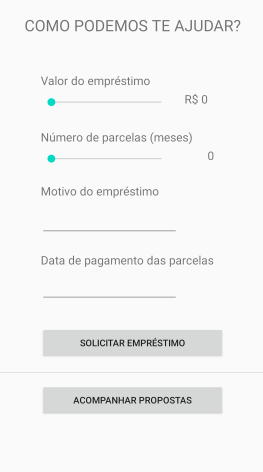 COMO PODEMOS TE AJUDAR?
Valor do empréstimo
R$ 0
Número de parcelas (meses)
0
Motivo do empréstimo
Data de pagamento das parcelas
SOLICITAR EMPRÉSTIMO
ACOMPANHAR PROPOSTAS